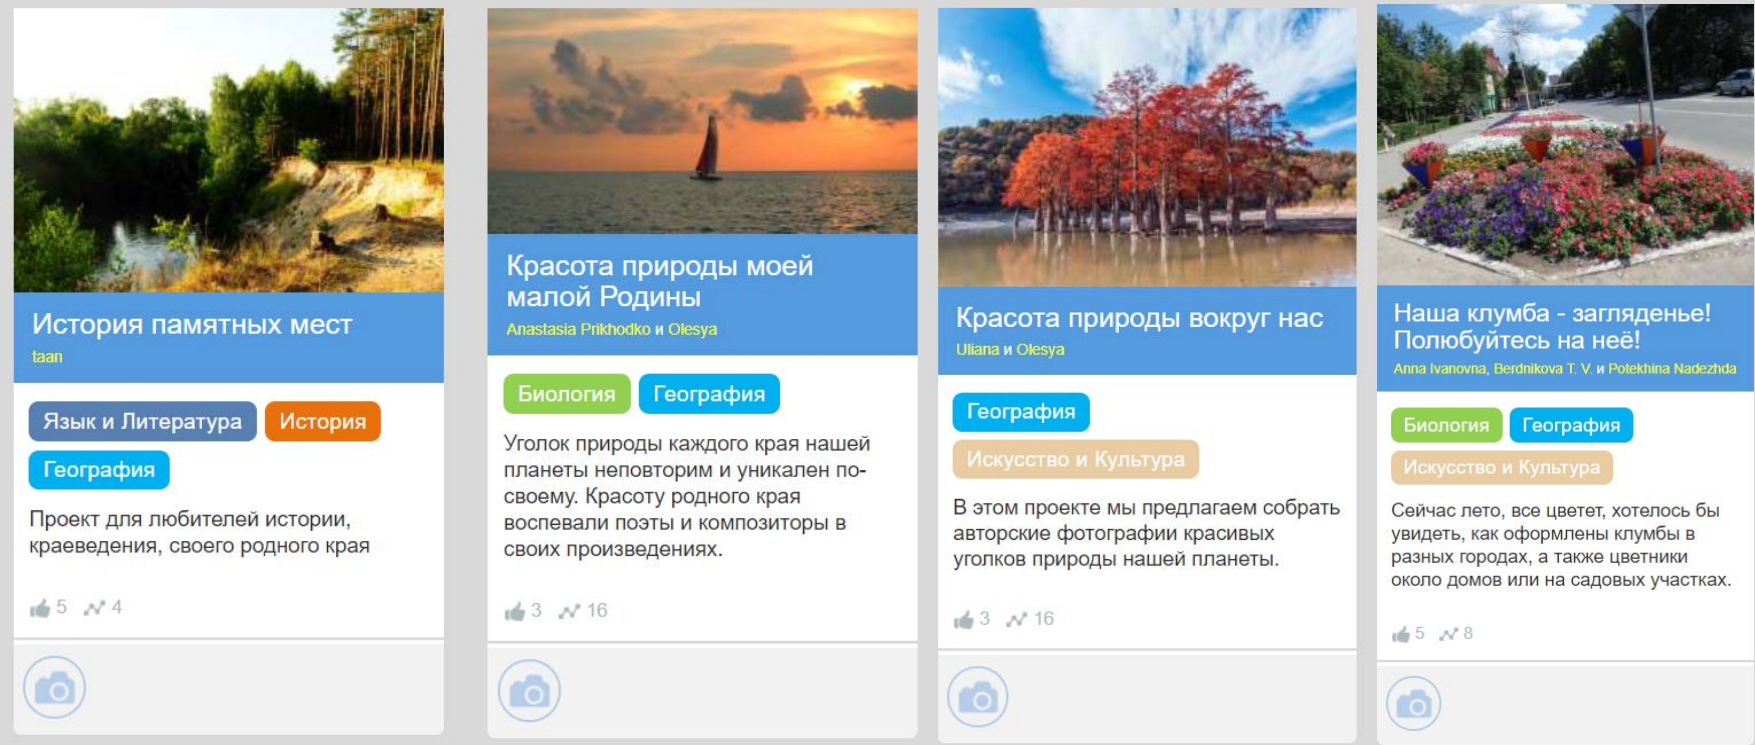 История памятных мест
taan
Язык и Литература
История
География
Проект для любителей истории,
краеведения, своего родного края
5 4
Красота природы моей
малой Родины
Anastasia Prikhodko и Olesya
Биология
География
Уголок природы каждого края нашей
планеты неповторим и уникален по-
своему. Красоту родного края
воспевали поэты и композиторы в
своих произведениях.
3 16
Красота природы вокруг нас
Uliana и Olesya
География
Искусство и Культура
В этом проекте мы предлагаем собрать
авторские фотографии красивых
уголков природы нашей планеты.
3 16
Наша клумба - загляденье!
Полюбуйтесь на неё!
Anna Ivanovna, Berdnikova T. V. и Potekhina Nadezhda
Биология
География
Искусство и Культура
Сейчас лето, все цветет, хотелось бы
увидеть, как оформлены клумбы в
разных городах, а также цветники
около домов или на садовых участках.
5 8